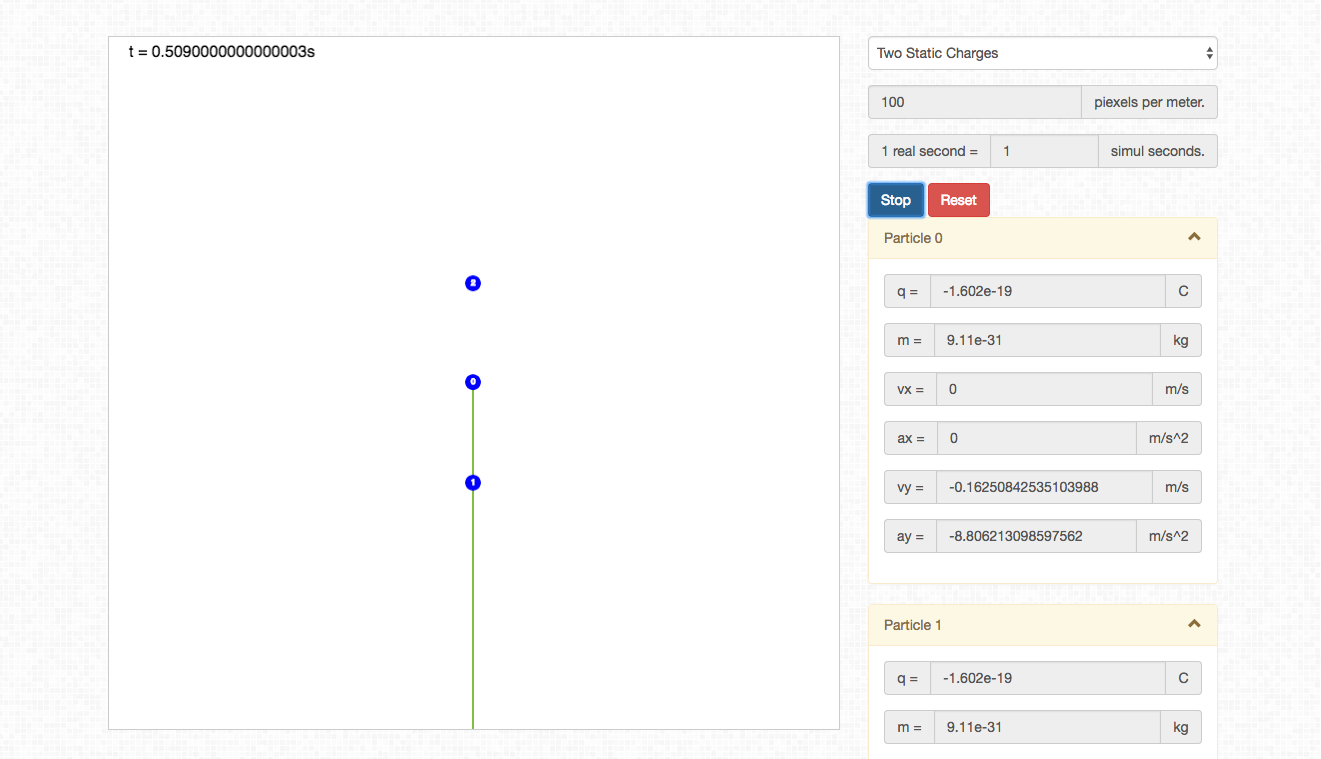 t = 0.5090000000000003s
2
0
1
Two Static Charges
100 piexels per meter.
1 real second = 1 simul seconds.
Stop Reset
Particle 0
q = -1.602e-19 C
m = 9.11e-31 kg
vx = 0 m/s
ax = 0 m/s^2
vy = -0.16250842535103988 m/s
ay = -8.806213098597562 m/s^2
Particle 1
q = -1.602e-19 C
m = 9.11e-31 kg